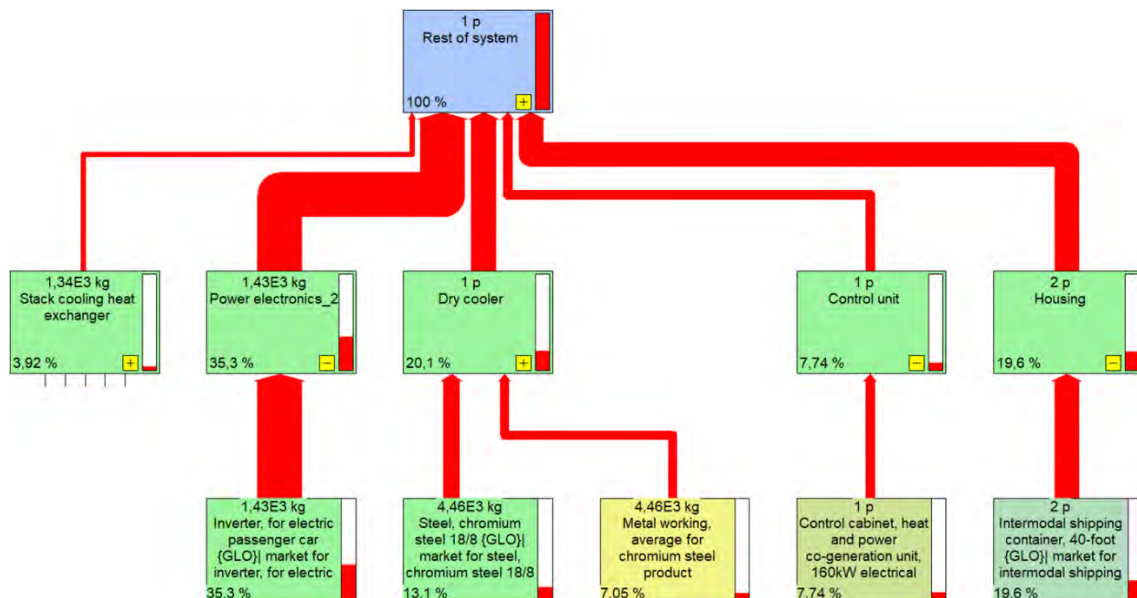 1 p
Rest of system
100 %
+
1,34E3 kg
Stack cooling heat
exchanger
3,92 %
+
1,43E3 kg
Power electronics_2
35,3 %
−
1 p
Dry cooler
20,1 %
+
1 p
Control unit
7,74 %
−
2 p
Housing
19,6 %
−
1,43E3 kg
Inverter, for electric
passenger car
{GLO}| market for
inverter, for electric
35,3 %
4,46E3 kg
Steel, chromium
steel 18/8 {GLO}|
market for steel,
chromium steel 18/8
13,1 %
4,46E3 kg
Metal working,
average for
chromium steel
product
7,05 %
1 p
Control cabinet, heat
and power
co-generation unit,
160kW electrical
7,74 %
2 p
Intermodal shipping
container, 40-foot
{GLO}| market for
intermodal shipping
19,6 %